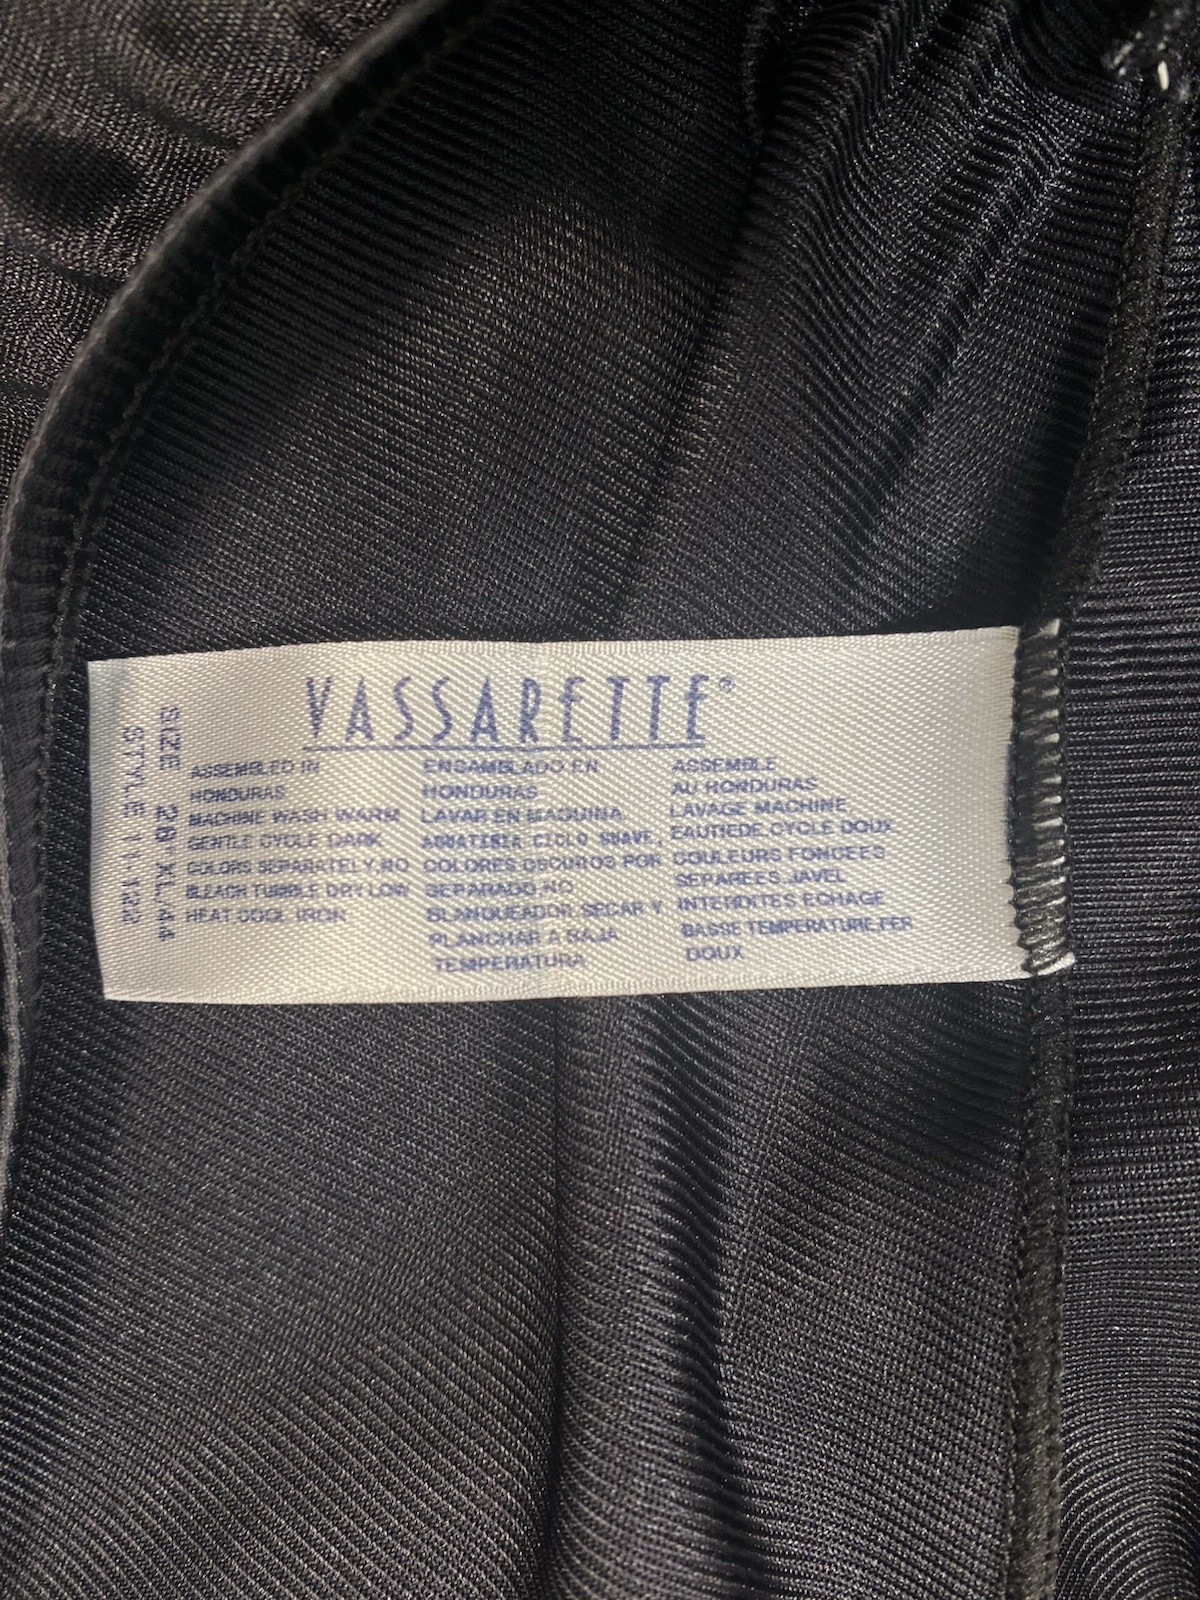 VASSARETTE®
SIZE 26" XL/44
STYLE 11-122
ASSEMBLED IN
HONDURAS
MACHINE WASH WARM
GENTLE CYCLE DARK
COLORS SEPARATELY, NO
BLEACH TUMBLE DRY LOW
HEAT COOL IRON
ENSAMBLADO EN
HONDURAS
LAVAR EN MAQUINA
CICLO SUAVE,
COLORES OSCUROS POR
SEPARADO NO
BLANQUEADOR, SECAR Y
PLANCHAR A BAJA
TEMPERATURA
ASSEMBLE
AU HONDURAS
LAVAGE MACHINE
EAUTIEDE CYCLE DOUX
COULEURS FONCEES
SEPAREES JAVEL
INTERDITES ECHAGE
BASSE TEMPERATURE, FER
DOUX